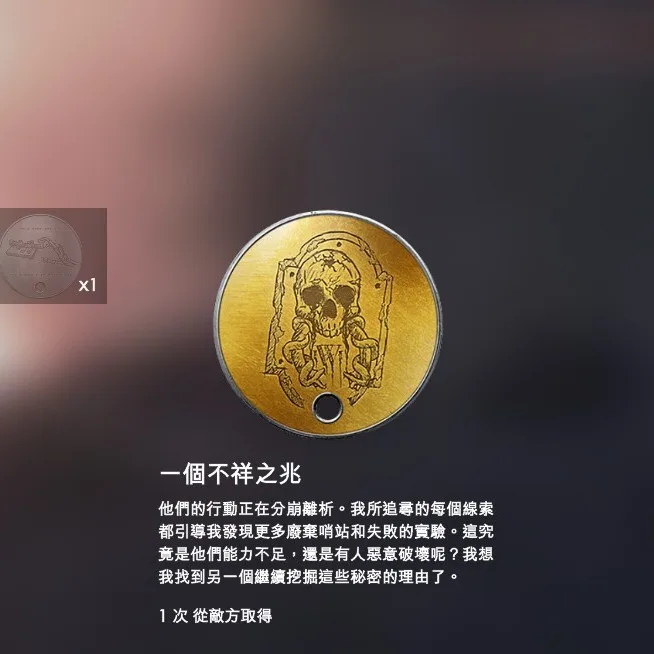 x1
一個不祥之兆
他們的行動正在分崩離析。我所追尋的每個線索
都引導我發現更多廢棄哨站和失敗的實驗。這究
竟是他們能力不足，還是有人惡意破壞呢？我想
我找到另一個繼續挖掘這些秘密的理由了。
1 次 從敵方取得